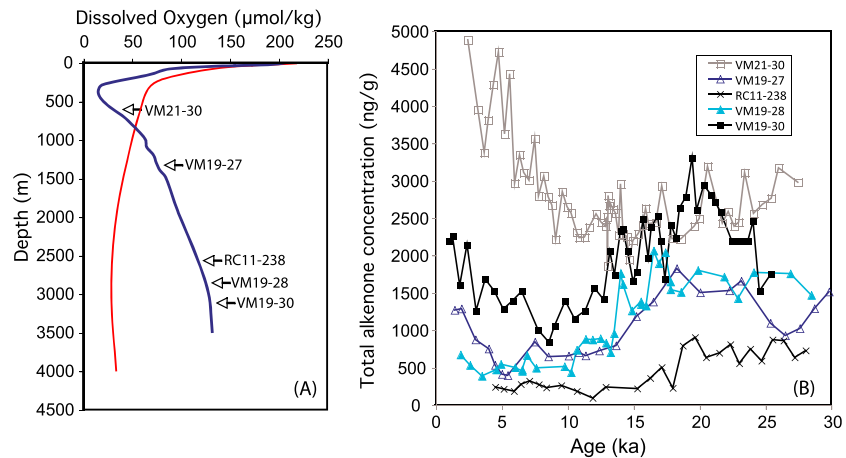 Dissolved Oxygen (µmol/kg)
0 50 100 150 200 250
0
500
1000
1500
2000
2500
3000
3500
4000
4500
Depth (m)
VM21-30
VM19-27
RC11-238
VM19-28
VM19-30
(A)
5000
4500
4000
3500
3000
2500
2000
1500
1000
500
0
Total alkenone concentration (ng/g)
VM21-30
VM19-27
RC11-238
VM19-28
VM19-30
(B)
0 5 10 15 20 25 30
Age (ka)